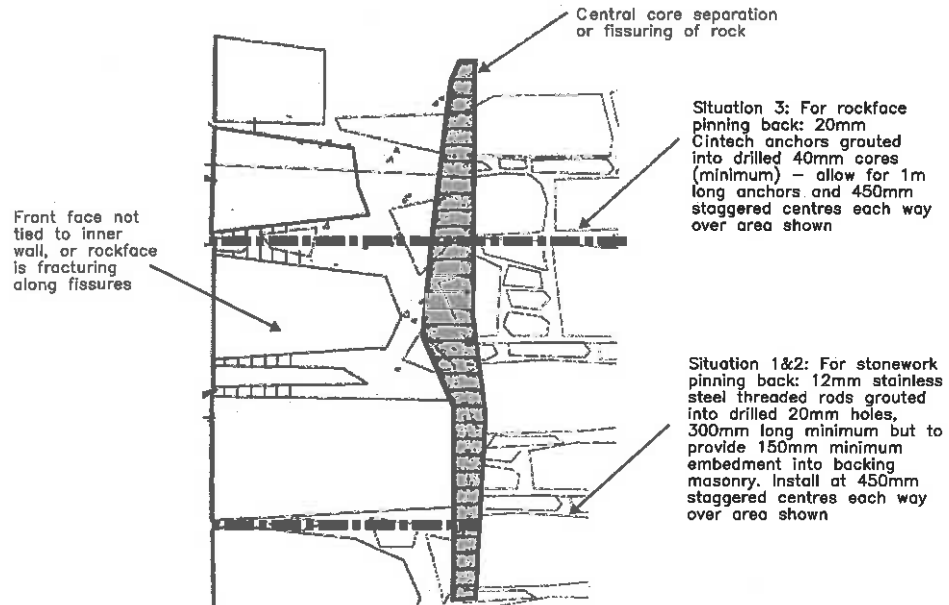 Central core separation
or fissuring of rock
Situation 3: For rockface
pinning back: 20mm
Cintech anchors grouted
into drilled 40mm cores
(minimum) – allow for 1m
long anchors and 450mm
staggered centres each way
over area shown
Front face not
tied to inner
wall, or rockface
is fracturing
along fissures
Situation 1&2: For stonework
pinning back: 12mm stainless
steel threaded rods grouted
into drilled 20mm holes,
300mm long minimum but to
provide 150mm minimum
embedment into backing
masonry. Install at 450mm
staggered centres each way
over area shown